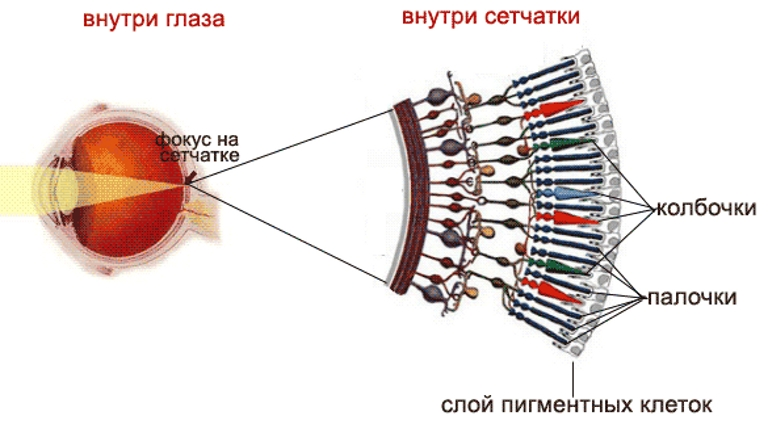 внутри глаза
внутри сетчатки
фокус на
сетчатке
колбочки
палочки
слой пигментных клеток